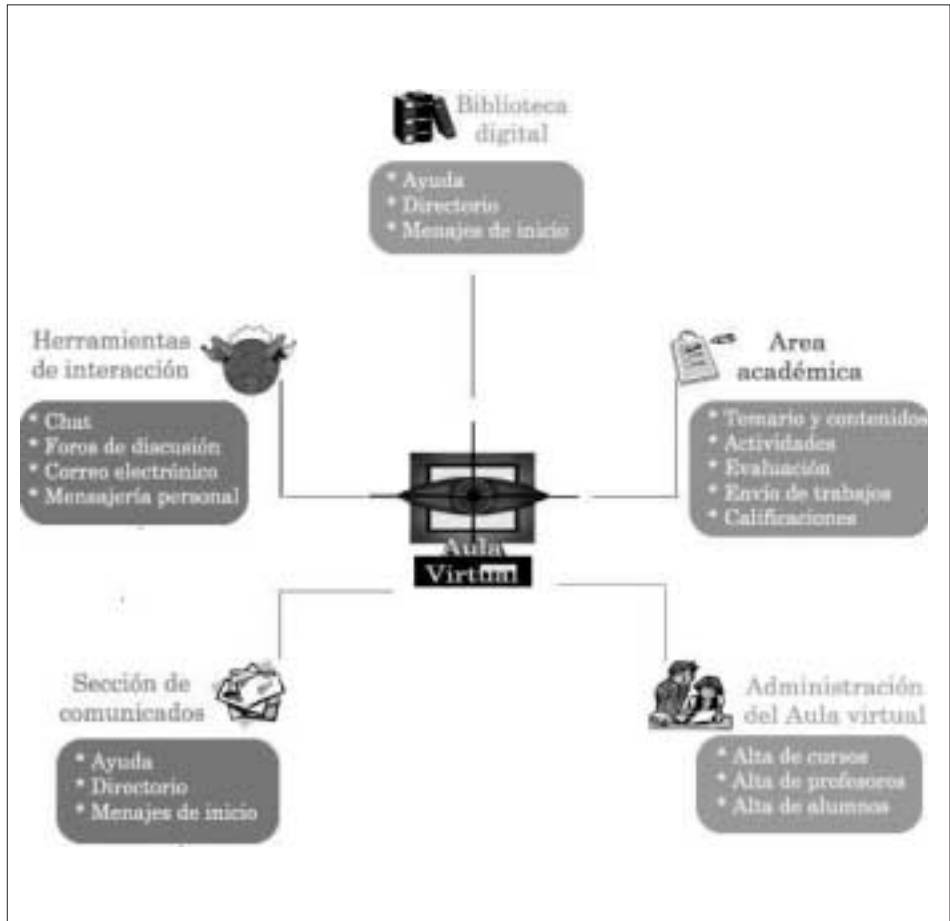 Biblioteca
digital
* Ayuda
* Directorio
* Menajes de inicio
Herramientas
de interacción
* Chat
* Foros de discusión
* Correo electrónico
* Mensajería personal
Area
académica
* Temario y contenidos
* Actividades
* Evaluación
* Envío de trabajos
* Calificaciones
Aula
Virtual
Sección de
comunicados
* Ayuda
* Directorio
* Menajes de inicio
Administración
del Aula virtual
* Alta de cursos
* Alta de profesores
* Alta de alumnos